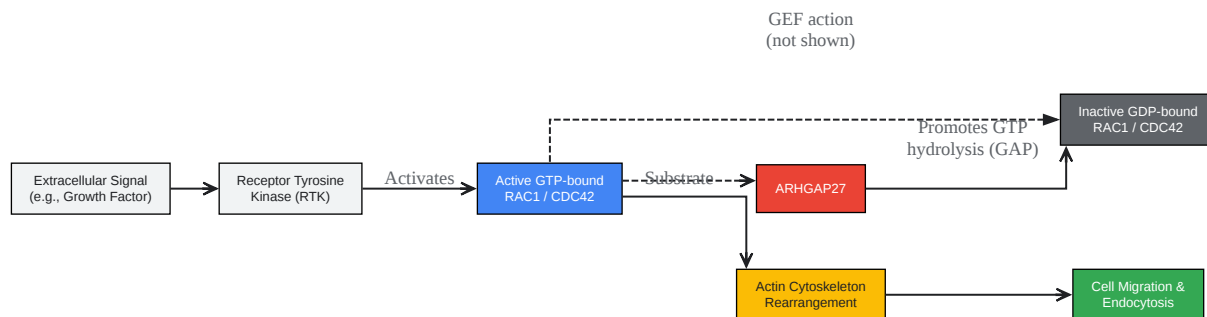 GEF action
(not shown)
Inactive GDP-bound
RAC1 / CDC42
Promotes GTP
hydrolysis (GAP)
Extracellular Signal
(e.g., Growth Factor)
Receptor Tyrosine
Kinase (RTK)
Activates
Active GTP-bound
RAC1 / CDC42
Substrate
ARHGAP27
Actin Cytoskeleton
Rearrangement
Cell Migration &
Endocytosis